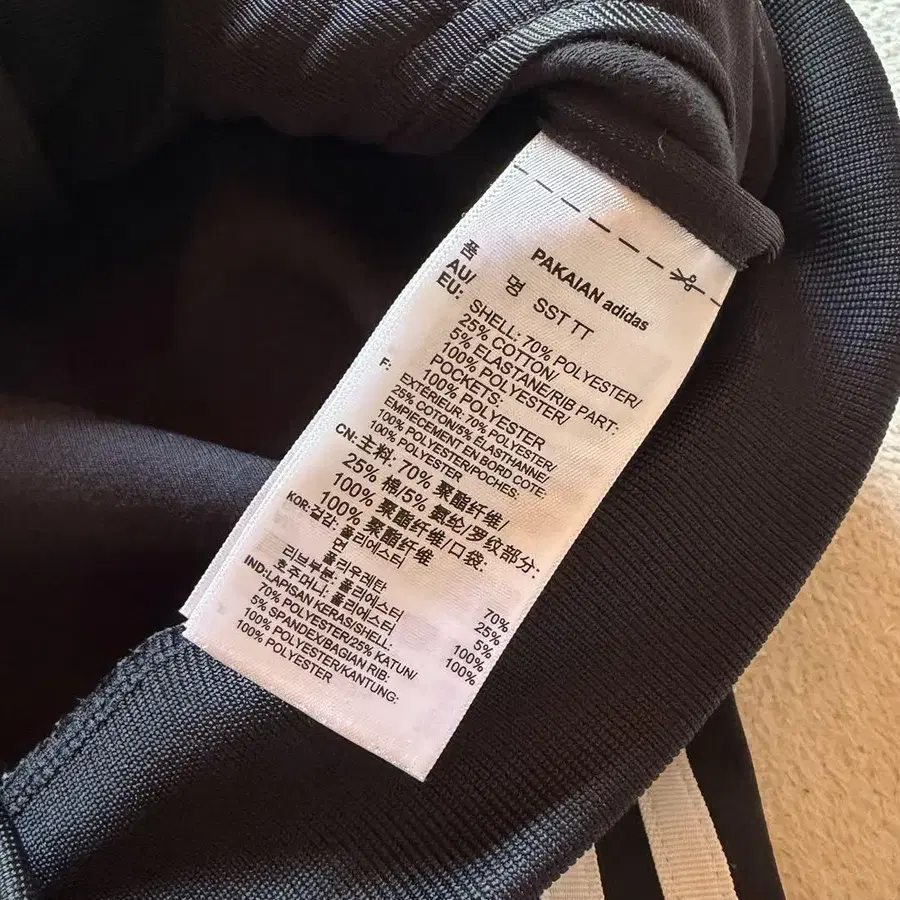 PAKAIAN adidas
품 명 SST TT
AU/
EU: SHELL: 70% POLYESTER/
25% COTTON/
5% ELASTANE/RIB PART:
100% POLYESTER/
POCKETS:
100% POLYESTER
F: EXTÉRIEUR: 70% POLYESTER/
25% COTON/5% ÉLASTHANNE/
EMPIECEMENT EN BORD COTE:
100% POLYESTER/POCHES:
100% POLYESTER
CN: 主料: 70% 聚酯纤维/
25% 棉/5% 氨纶/罗纹部分:
100% 聚酯纤维/口袋:
100% 聚酯纤维
KOR: 겉감: 폴리에스터 70%
면 25%
폴리우레탄 5%
리브부분: 폴리에스터 100%
호주머니: 폴리에스터 100%
IND: LAPISAN KERAS/SHELL:
70% POLYESTER/25% KATUN/
5% SPANDEX/BAGIAN RIB:
100% POLYESTER/KANTUNG:
100% POLYESTER